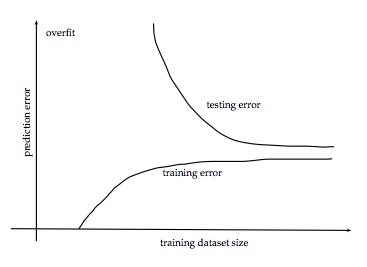 overfit
prediction error
testing error
training error
training dataset size